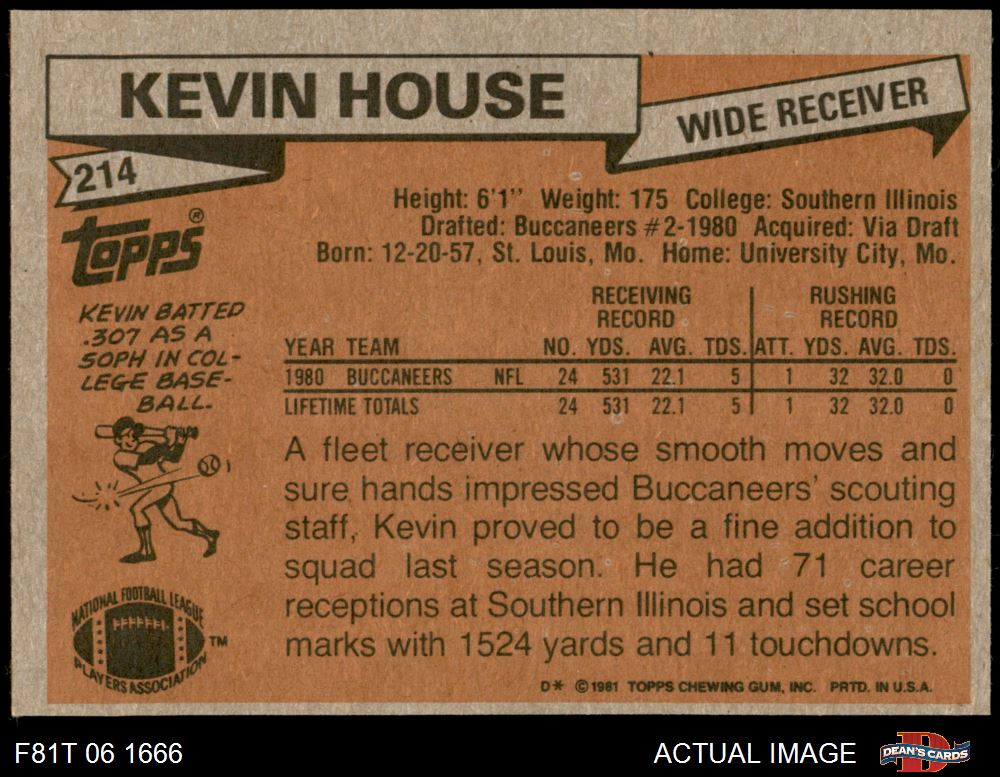 KEVIN HOUSE
WIDE RECEIVER
214
TOPPS®
Height: 6'1'' Weight: 175 College: Southern Illinois
Drafted: Buccaneers #2-1980 Acquired: Via Draft
Born: 12-20-57, St. Louis, Mo. Home: University City, Mo.
KEVIN BATTED
.307 AS A
SOPH IN COL-
LEGE BASE-
BALL.
RECEIVING RECORD RUSHING RECORD
YEAR TEAM NO. YDS. AVG. TDS. ATT. YDS. AVG. TDS.
1980 BUCCANEERS NFL 24 531 22.1 5 1 32 32.0 0
LIFETIME TOTALS 24 531 22.1 5 1 32 32.0 0
A fleet receiver whose smooth moves and
sure hands impressed Buccaneers' scouting
staff, Kevin proved to be a fine addition to
squad last season. He had 71 career
receptions at Southern Illinois and set school
marks with 1524 yards and 11 touchdowns.
NATIONAL FOOTBALL LEAGUE
PLAYERS ASSOCIATION
TM
D* ©1981 TOPPS CHEWING GUM, INC. PRTD. IN U.S.A.
F81T 06 1666
ACTUAL IMAGE
DEAN'S CARDS